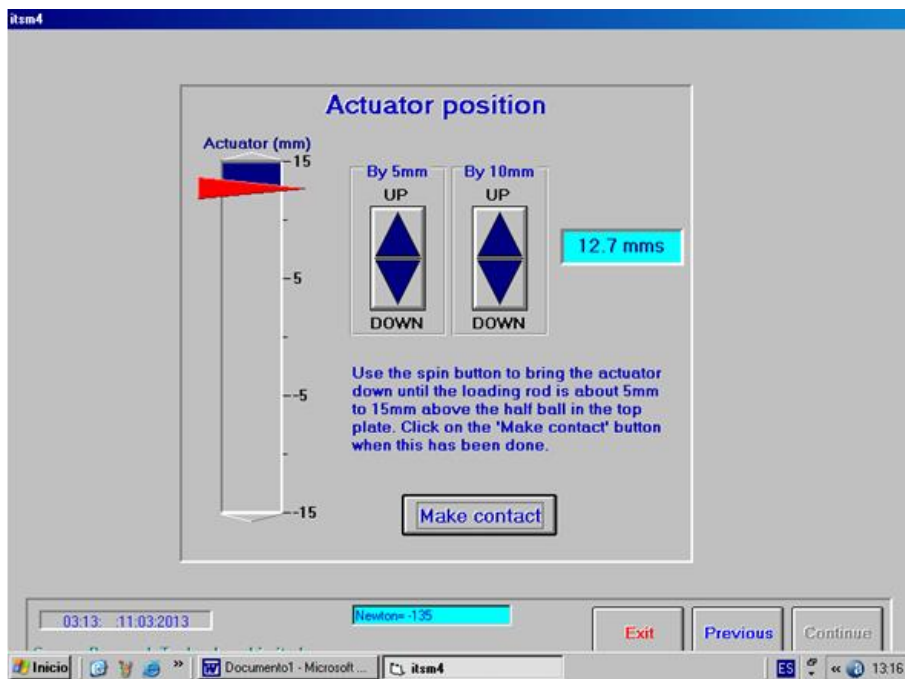 itsm4
Actuator position
Actuator (mm)
15
5
-5
-15
By 5mm
UP
DOWN
By 10mm
UP
DOWN
12.7 mms
Use the spin button to bring the actuator
down until the loading rod is about 5mm
to 15mm above the half ball in the top
plate. Click on the 'Make contact' button
when this has been done.
Make contact
03:13: :11:03:2013
Newton= -135
Exit
Previous
Continue
Inicio
»
Documento1 - Microsoft ...
itsm4
ES
«
13:16